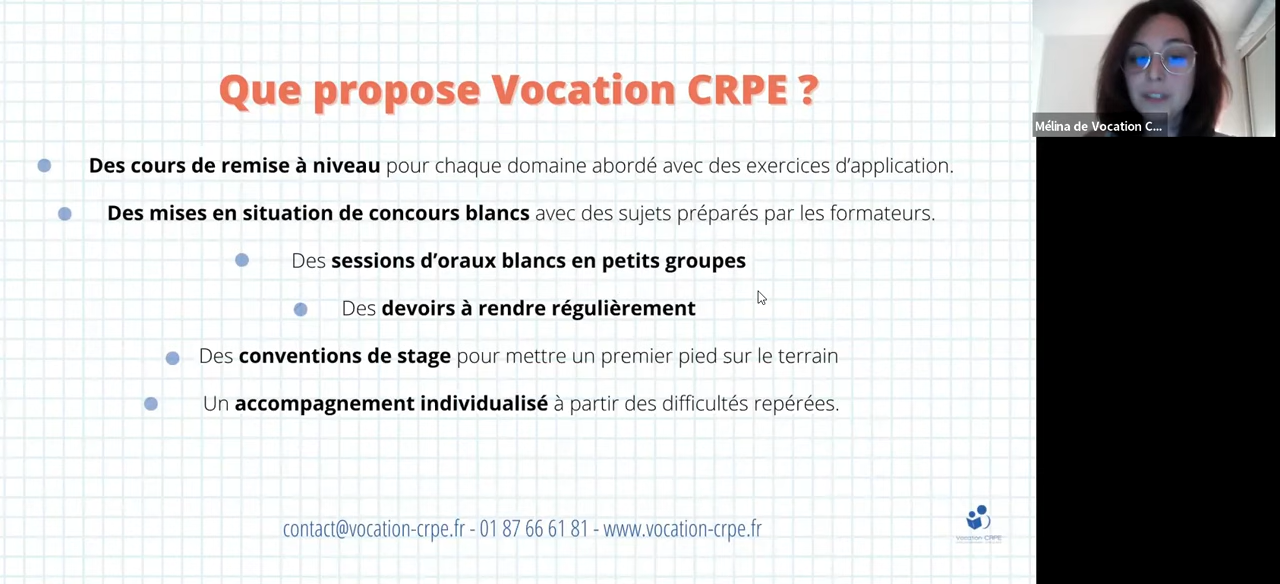 Que propose Vocation CRPE ?
Des cours de remise à niveau pour chaque domaine abordé avec des exercices d’application.
Des mises en situation de concours blancs avec des sujets préparés par les formateurs.
Des sessions d’oraux blancs en petits groupes
Des devoirs à rendre régulièrement
Des conventions de stage pour mettre un premier pied sur le terrain
Un accompagnement individualisé à partir des difficultés repérées.
contact@vocation-crpe.fr - 01 87 66 61 81 - www.vocation-crpe.fr
Vocation CRPE
Mélina de Vocation C...